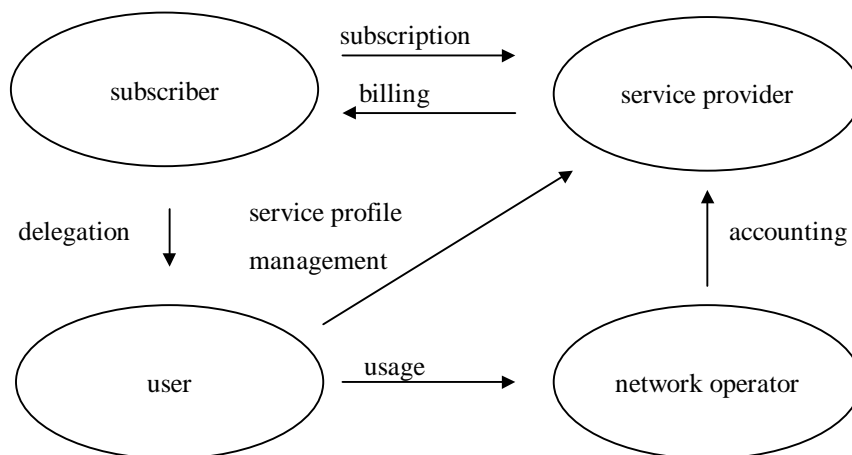 subscription
subscriber
billing
service provider
delegation
service profile
management
accounting
user
usage
network operator